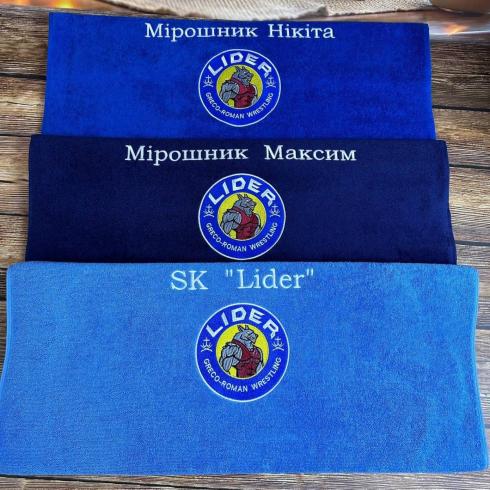 Мірошник Нікіта
LIDER
GRECO-ROMAN WRESTLING
Мірошник Максим
LIDER
GRECO-ROMAN WRESTLING
SK "Lider"
LIDER
GRECO-ROMAN WRESTLING